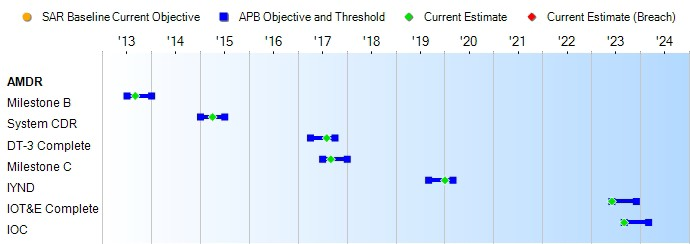 SAR Baseline Current Objective APB Objective and Threshold Current Estimate Current Estimate (Breach)
'13 '14 '15 '16 '17 '18 '19 '20 '21 '22 '23 '24
AMDR
Milestone B
System CDR
DT-3 Complete
Milestone C
IYND
IOT&E Complete
IOC